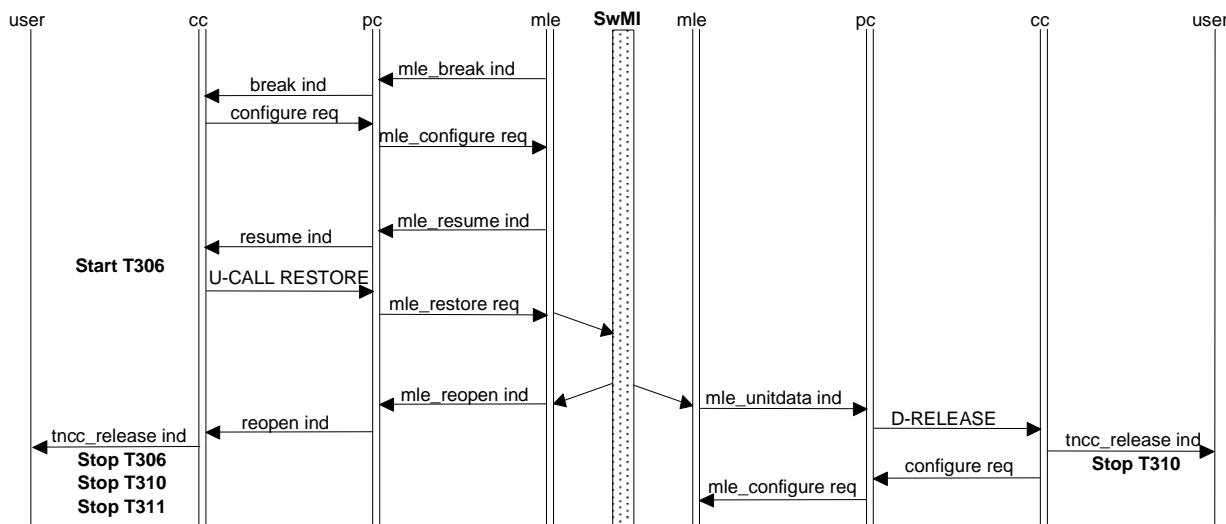 user cc pc mle SwMI mle pc cc user
mle_break ind
break ind
configure req
mle_configure req
mle_resume ind
resume ind
Start T306
U-CALL RESTORE
mle_restore req
mle_reopen ind
mle_unitdata ind
D-RELEASE
reopen ind
tncc_release ind
tncc_release ind
Stop T306
Stop T310
configure req
Stop T310
mle_configure req
Stop T311